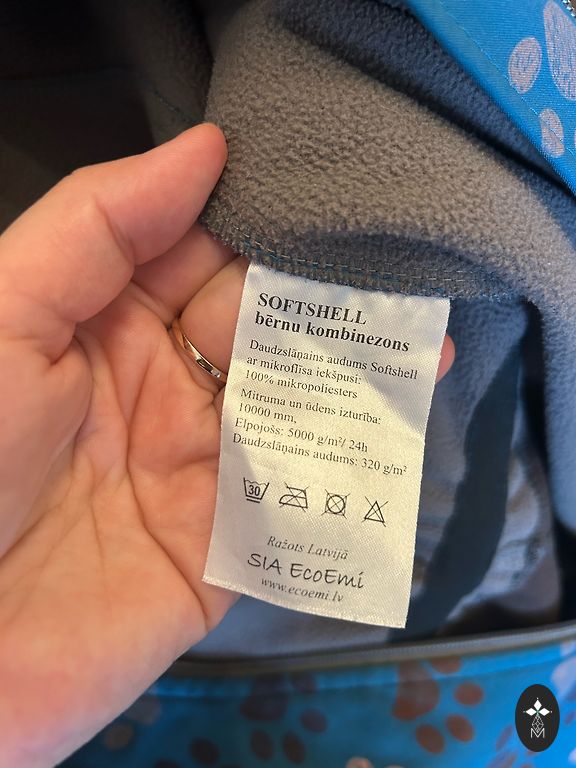 SOFTSHELL
bērnu kombinezons
Daudzslāņains audums Softshell
ar mikroflīsa iekšpusi:
100% mikropoliesters
Mitruma un ūdens izturība:
10000 mm,
Elpojošs: 5000 g/m²/ 24h
Daudzslāņains audums: 320 g/m²
30
Ražots Latvijā
SIA EcoEmi
www.ecoemi.lv